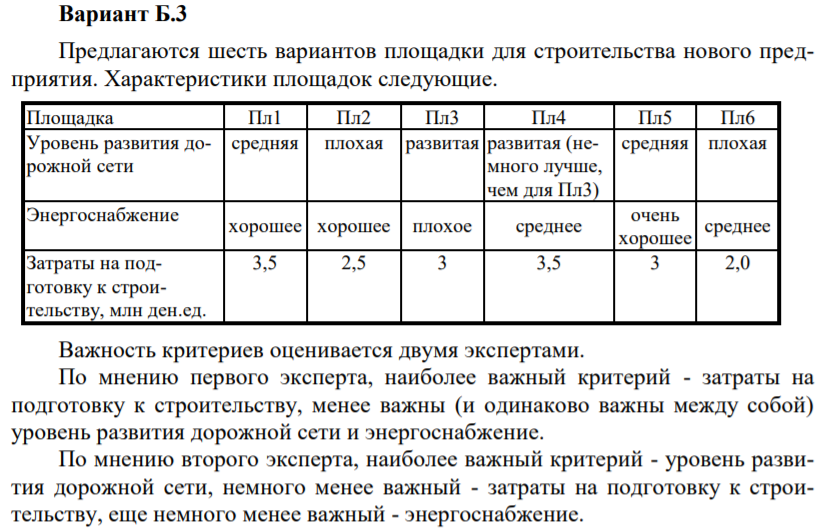 Вариант Б.3
Предлагаются шесть вариантов площадки для строительства нового пред-
приятия. Характеристики площадок следующие.
Площадка Пл1 Пл2 Пл3 Пл4 Пл5 Пл6
Уровень развития до- средняя плохая развитая развитая (не- средняя плохая
рожной сети много лучше,
чем для Пл3)
Энергоснабжение хорошее хорошее плохое среднее очень хорошее среднее
Затраты на под- 3,5 2,5 3 3,5 3 2,0
готовку к строи-
тельству, млн ден.ед.
Важность критериев оценивается двумя экспертами.
По мнению первого эксперта, наиболее важный критерий - затраты на
подготовку к строительству, менее важны (и одинаково важны между собой)
уровень развития дорожной сети и энергоснабжение.
По мнению второго эксперта, наиболее важный критерий - уровень разви-
тия дорожной сети, немного менее важный - затраты на подготовку к строи-
тельству, еще немного менее важный - энергоснабжение.